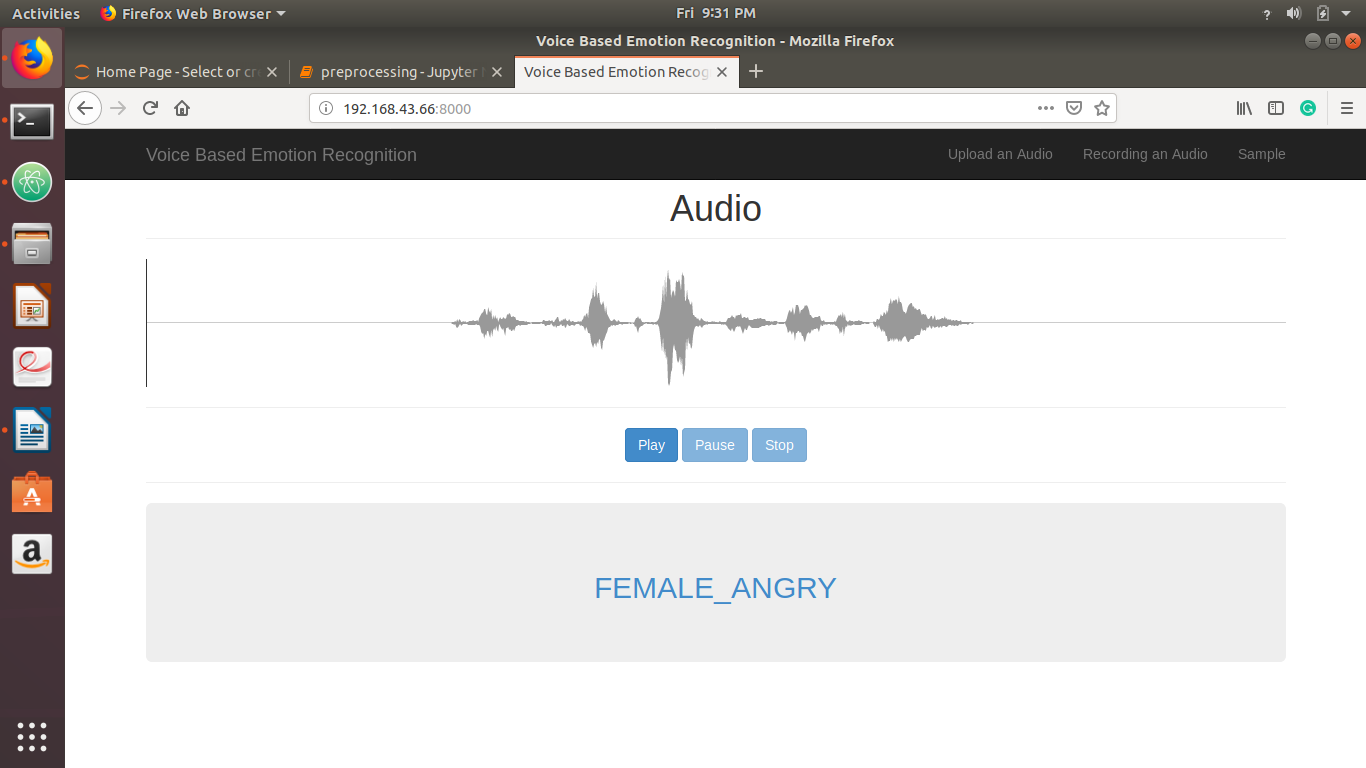 Activities Firefox Web Browser Fri 9:31 PM ?
Voice Based Emotion Recognition - Mozilla Firefox
Home Page - Select or cre preprocessing - Jupyter Voice Based Emotion Recog
192.168.43.66:8000
Voice Based Emotion Recognition Upload an Audio Recording an Audio Sample
Audio
Play Pause Stop
FEMALE_ANGRY